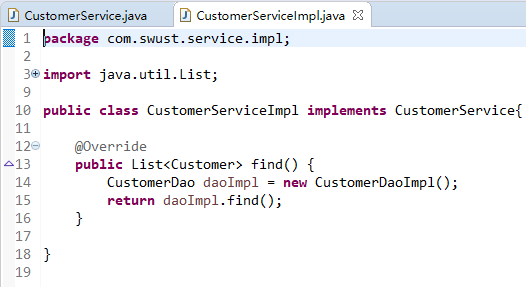 CustomerService.java CustomerServiceImpl.java
1 package com.swust.service.impl;
2
3 import java.util.List;
10 public class CustomerServiceImpl implements CustomerService{
11
12 @Override
13 public List<Customer> find() {
14 CustomerDao daoImpl = new CustomerDaoImpl();
15 return daoImpl.find();
16 }
17
18 }
19